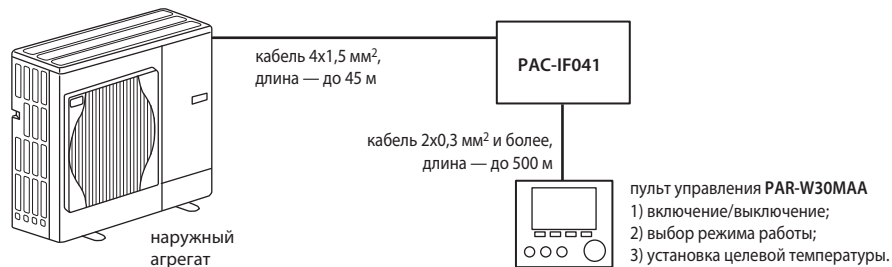 кабель 4х1,5 мм²,
длина — до 45 м
PAC-IF041
кабель 2х0,3 мм² и более,
длина — до 500 м
наружный
агрегат
пульт управления PAR-W30MAA
1) включение/выключение;
2) выбор режима работы;
3) установка целевой температуры.